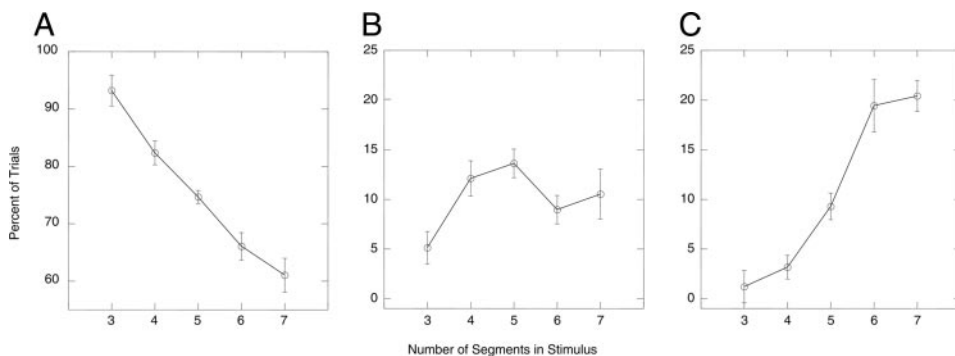 A B C
100 25 25
90 20 20
80 15 15
70 10 10
60 5 5
0 0
Percent of Trials
3 4 5 6 7 3 4 5 6 7 3 4 5 6 7
Number of Segments in Stimulus